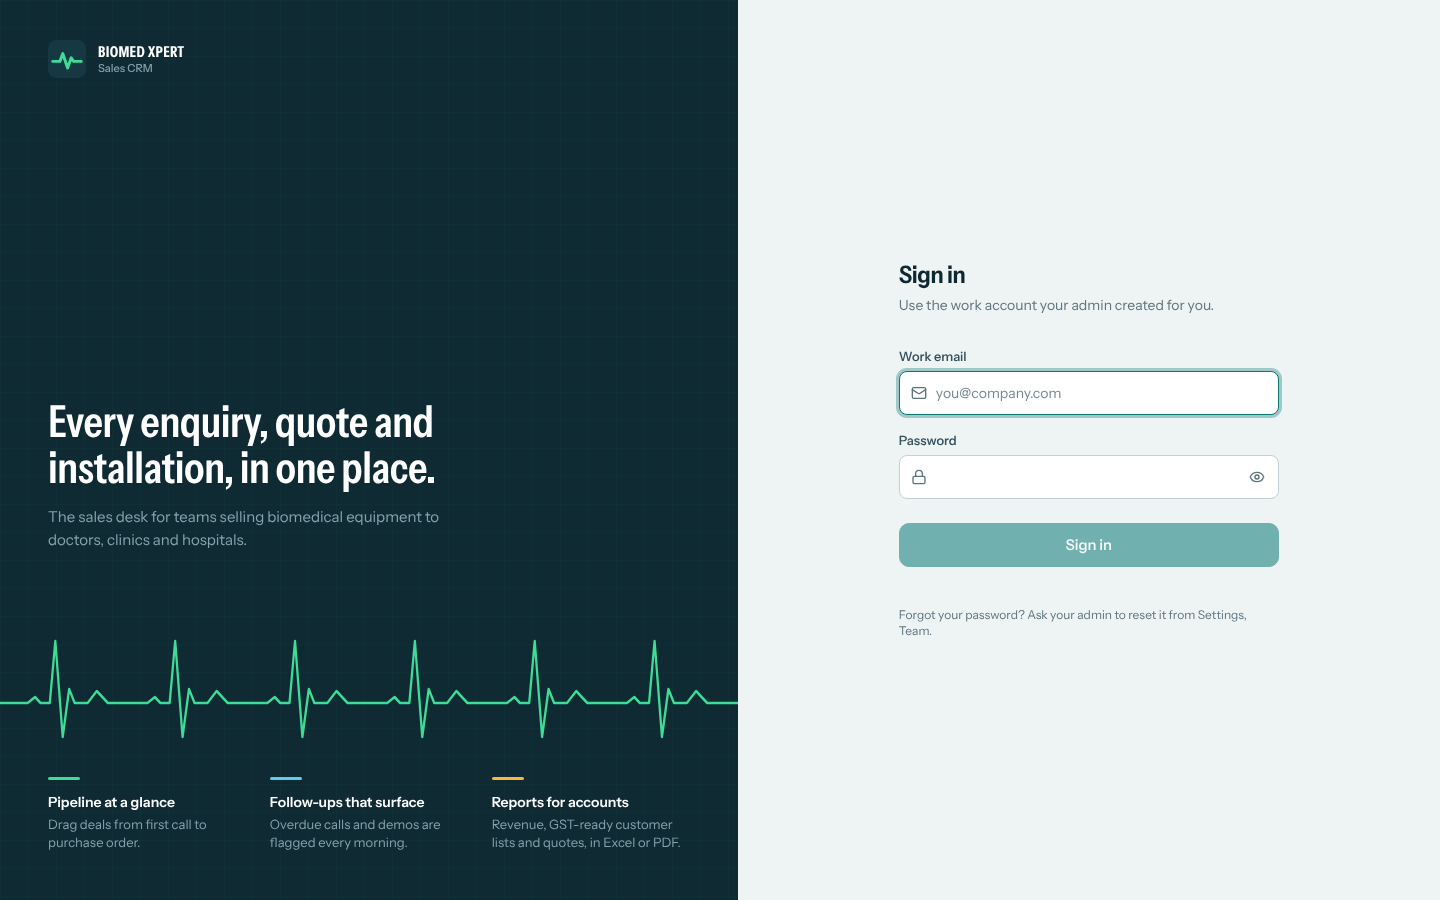 BIOMED XPERT
Sales CRM
Every enquiry, quote and
installation, in one place.
The sales desk for teams selling biomedical equipment to
doctors, clinics and hospitals.
Pipeline at a glance
Drag deals from first call to
purchase order.
Follow-ups that surface
Overdue calls and demos are
flagged every morning.
Reports for accounts
Revenue, GST-ready customer
lists and quotes, in Excel or PDF.
Sign in
Use the work account your admin created for you.
Work email
you@company.com
Password
Sign in
Forgot your password? Ask your admin to reset it from Settings,
Team.